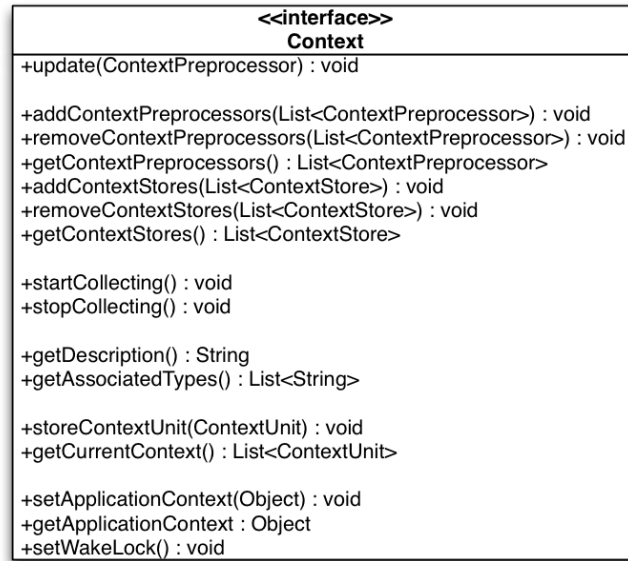 <<interface>>
Context
+update(ContextPreprocessor) : void
+addContextPreprocessors(List<ContextPreprocessor>) : void
+removeContextPreprocessors(List<ContextPreprocessor>) : void
+getContextPreprocessors() : List<ContextPreprocessor>
+addContextStores(List<ContextStore>) : void
+removeContextStores(List<ContextStore>) : void
+getContextStores() : List<ContextStore>
+startCollecting() : void
+stopCollecting() : void
+getDescription() : String
+getAssociatedTypes() : List<String>
+storeContextUnit(ContextUnit) : void
+getCurrentContext() : List<ContextUnit>
+setApplicationContext(Object) : void
+getApplicationContext : Object
+setWakeLock() : void